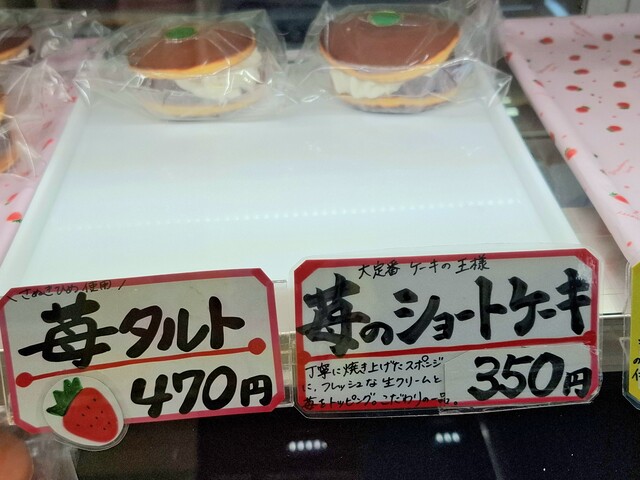 さぬきひめ使用!
苺タルト
470円
大定番 ケーキの王様
苺のショートケーキ
丁寧に焼き上げたスポンジ
に、フレッシュな生クリームと
苺をトッピング。こだわりの一品。
350円